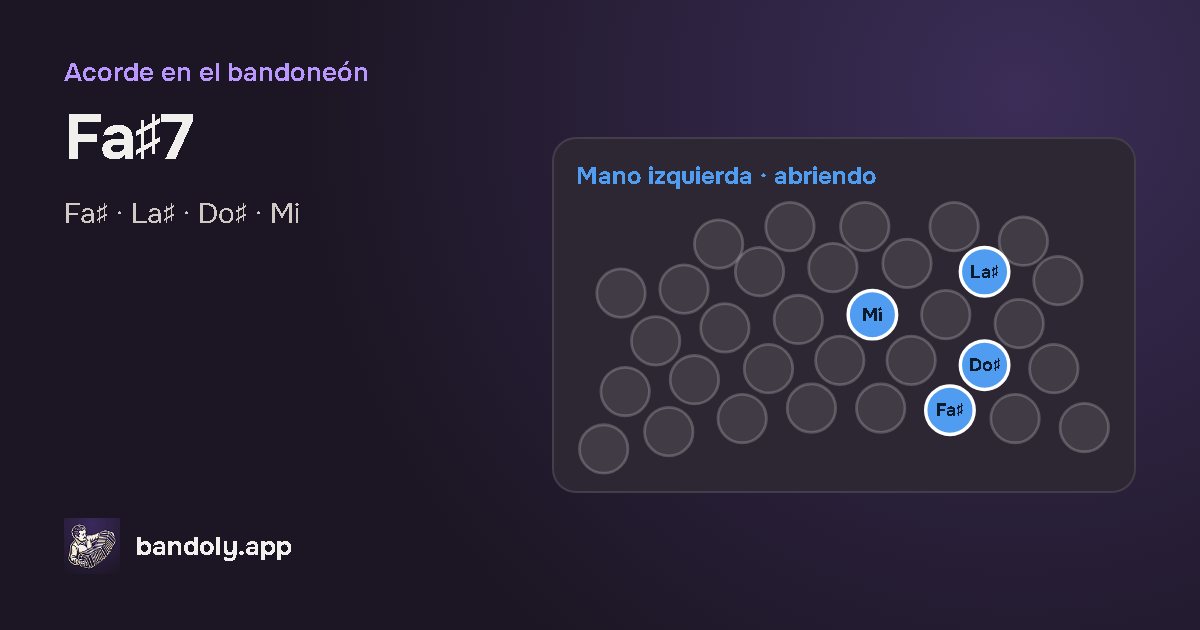 Acorde en el bandoneón
Fa♯7
Fa♯ · La♯ · Do♯ · Mi
Mano izquierda · abriendo
La♯
Mi
Do♯
Fa♯
bandoly.app